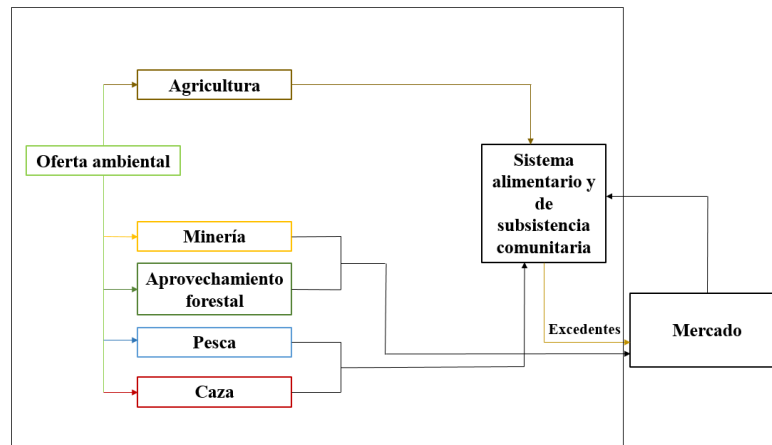 Agricultura
Oferta ambiental
Sistema
alimentario y
de
subsistencia
comunitaria
Minería
Aprovechamiento
forestal
Excedentes
Mercado
Pesca
Caza